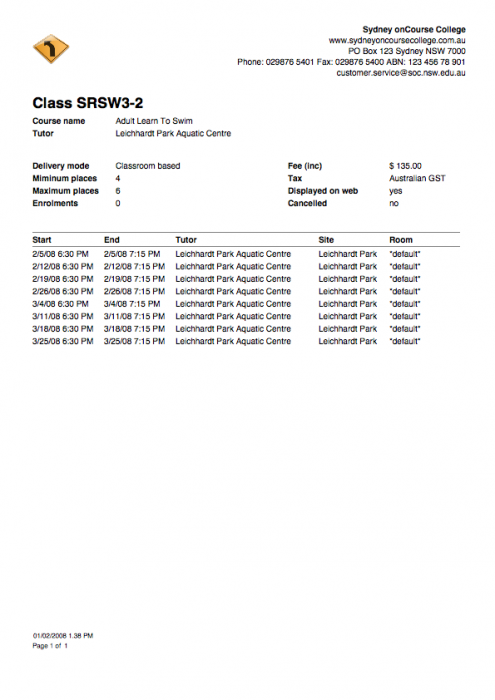 Sydney onCourse College
www.sydneyoncoursecollege.com.au
PO Box 123 Sydney NSW 7000
Phone: 029876 5401 Fax: 029876 5400 ABN: 123 456 78 901
customer.service@soc.nsw.edu.au
Class SRSW3-2
Course name Adult Learn To Swim
Tutor Leichhardt Park Aquatic Centre
Delivery mode Classroom based Fee (inc) $ 135.00
Miminum places 4 Tax Australian GST
Maximum places 6 Displayed on web yes
Enrolments 0 Cancelled no
Start End Tutor Site Room
2/5/08 6:30 PM 2/5/08 7:15 PM Leichhardt Park Aquatic Centre Leichhardt Park *default*
2/12/08 6:30 PM 2/12/08 7:15 PM Leichhardt Park Aquatic Centre Leichhardt Park *default*
2/19/08 6:30 PM 2/19/08 7:15 PM Leichhardt Park Aquatic Centre Leichhardt Park *default*
2/26/08 6:30 PM 2/26/08 7:15 PM Leichhardt Park Aquatic Centre Leichhardt Park *default*
3/4/08 6:30 PM 3/4/08 7:15 PM Leichhardt Park Aquatic Centre Leichhardt Park *default*
3/11/08 6:30 PM 3/11/08 7:15 PM Leichhardt Park Aquatic Centre Leichhardt Park *default*
3/18/08 6:30 PM 3/18/08 7:15 PM Leichhardt Park Aquatic Centre Leichhardt Park *default*
3/25/08 6:30 PM 3/25/08 7:15 PM Leichhardt Park Aquatic Centre Leichhardt Park *default*
01/02/2008 1.38 PM
Page 1 of 1